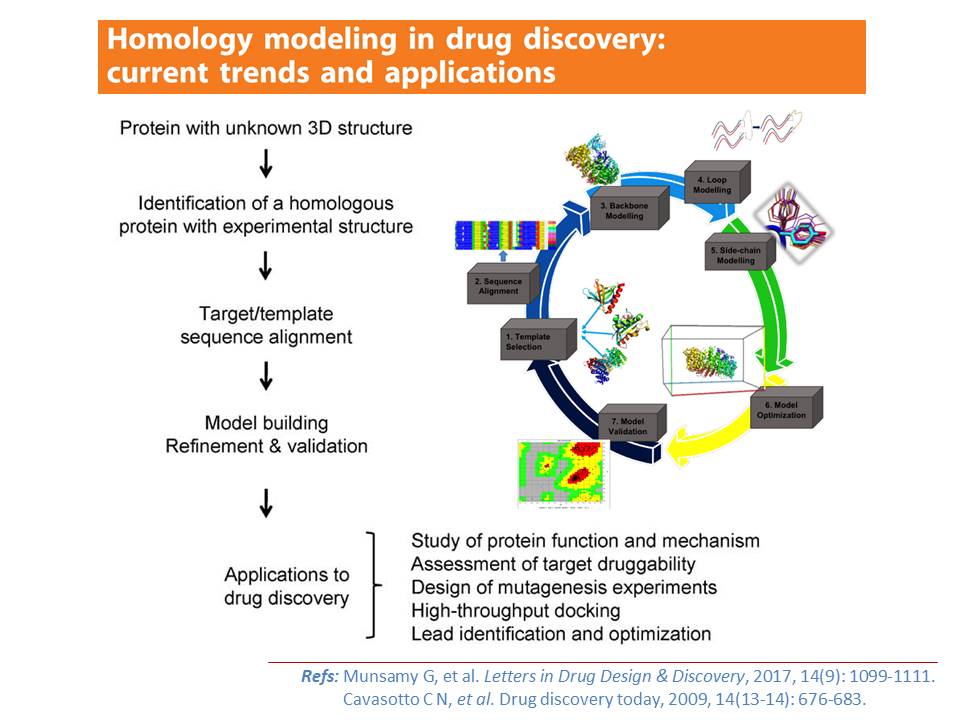 Homology modeling in drug discovery:
current trends and applications
Protein with unknown 3D structure
Identification of a homologous
protein with experimental structure
Target/template
sequence alignment
Model building
Refinement & validation
Applications to
drug discovery
Study of protein function and mechanism
Assessment of target druggability
Design of mutagenesis experiments
High-throughput docking
Lead identification and optimization
1. Template
Selection
2. Sequence
Alignment
3. Backbone
Modelling
4. Loop
Modelling
5. Side-chain
Modelling
6. Model
Optimization
7. Model
Validation
Refs: Munsamy G, et al. Letters in Drug Design & Discovery, 2017, 14(9): 1099-1111.
Cavasotto C N, et al. Drug discovery today, 2009, 14(13-14): 676-683.